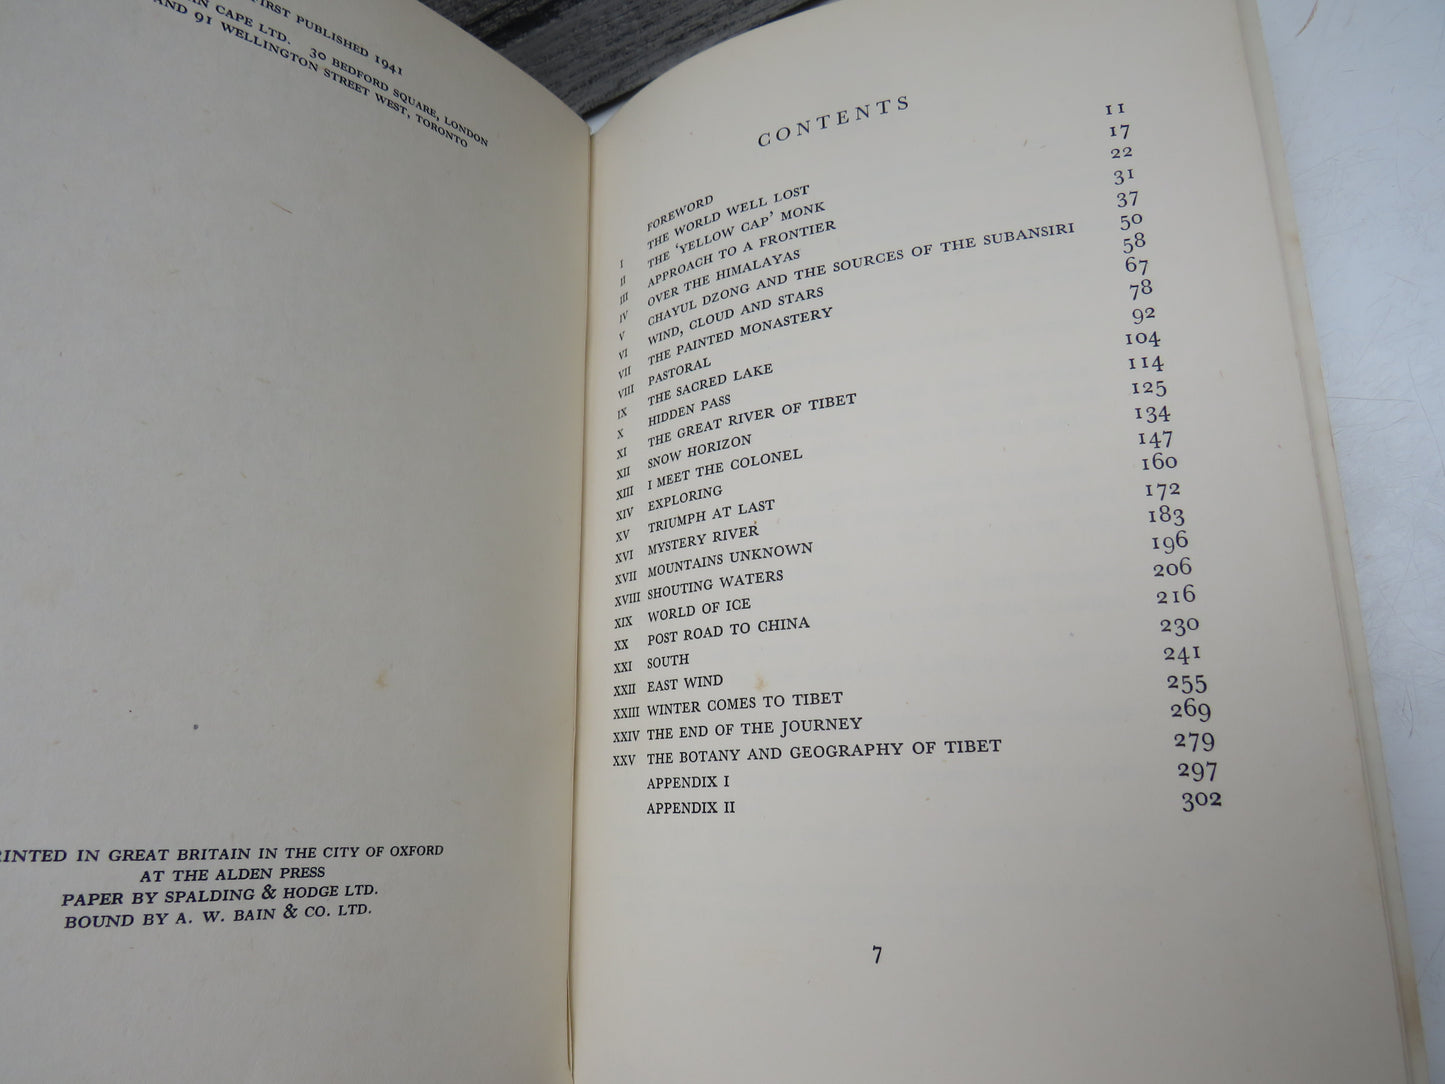 FIRST PUBLISHED 1941
CAPE LTD. 30 BEDFORD SQUARE, LONDON
AND 91 WELLINGTON STREET WEST, TORONTO
PRINTED IN GREAT BRITAIN IN THE CITY OF OXFORD
AT THE ALDEN PRESS
PAPER BY SPALDING & HODGE LTD.
BOUND BY A. W. BAIN & CO. LTD.
CONTENTS
FOREWORD 11
I THE WORLD WELL LOST 17
II THE 'YELLOW CAP' MONK 22
III APPROACH TO A FRONTIER 31
IV OVER THE HIMALAYAS 37
V CHAYUL DZONG AND THE SOURCES OF THE SUBANSIRI 50
VI WIND, CLOUD AND STARS 58
VII THE PAINTED MONASTERY 67
VIII PASTORAL 78
IX THE SACRED LAKE 92
X HIDDEN PASS 104
XI THE GREAT RIVER OF TIBET 114
XII SNOW HORIZON 125
XIII I MEET THE COLONEL 134
XIV EXPLORING 147
XV TRIUMPH AT LAST 160
XVI MYSTERY RIVER 172
XVII MOUNTAINS UNKNOWN 183
XVIII SHOUTING WATERS 196
XIX WORLD OF ICE 206
XX POST ROAD TO CHINA 216
XXI SOUTH 230
XXII EAST WIND 241
XXIII WINTER COMES TO TIBET 255
XXIV THE END OF THE JOURNEY 269
XXV THE BOTANY AND GEOGRAPHY OF TIBET 279
APPENDIX I 297
APPENDIX II 302
7